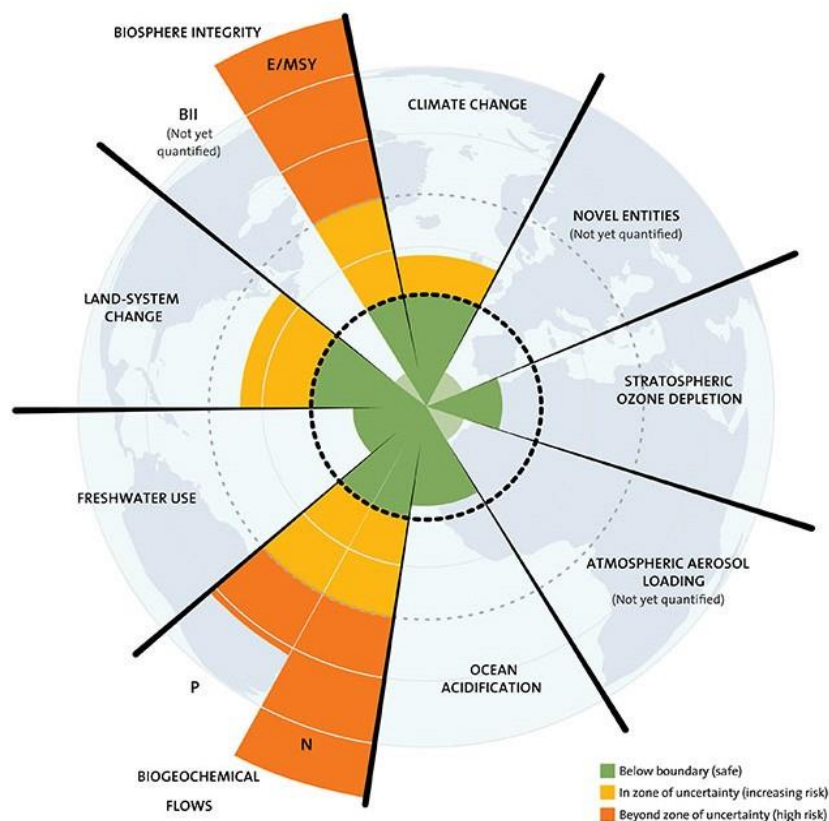 BIOSPHERE INTEGRITY
E/MSY
BII
(Not yet
quantified)
CLIMATE CHANGE
NOVEL ENTITIES
(Not yet quantified)
LAND-SYSTEM
CHANGE
STRATOSPHERIC
OZONE DEPLETION
FRESHWATER USE
ATMOSPHERIC AEROSOL
LOADING
(Not yet quantified)
OCEAN
ACIDIFICATION
P
N
BIOGEOCHEMICAL
FLOWS
Below boundary (safe)
In zone of uncertainty (increasing risk)
Beyond zone of uncertainty (high risk)